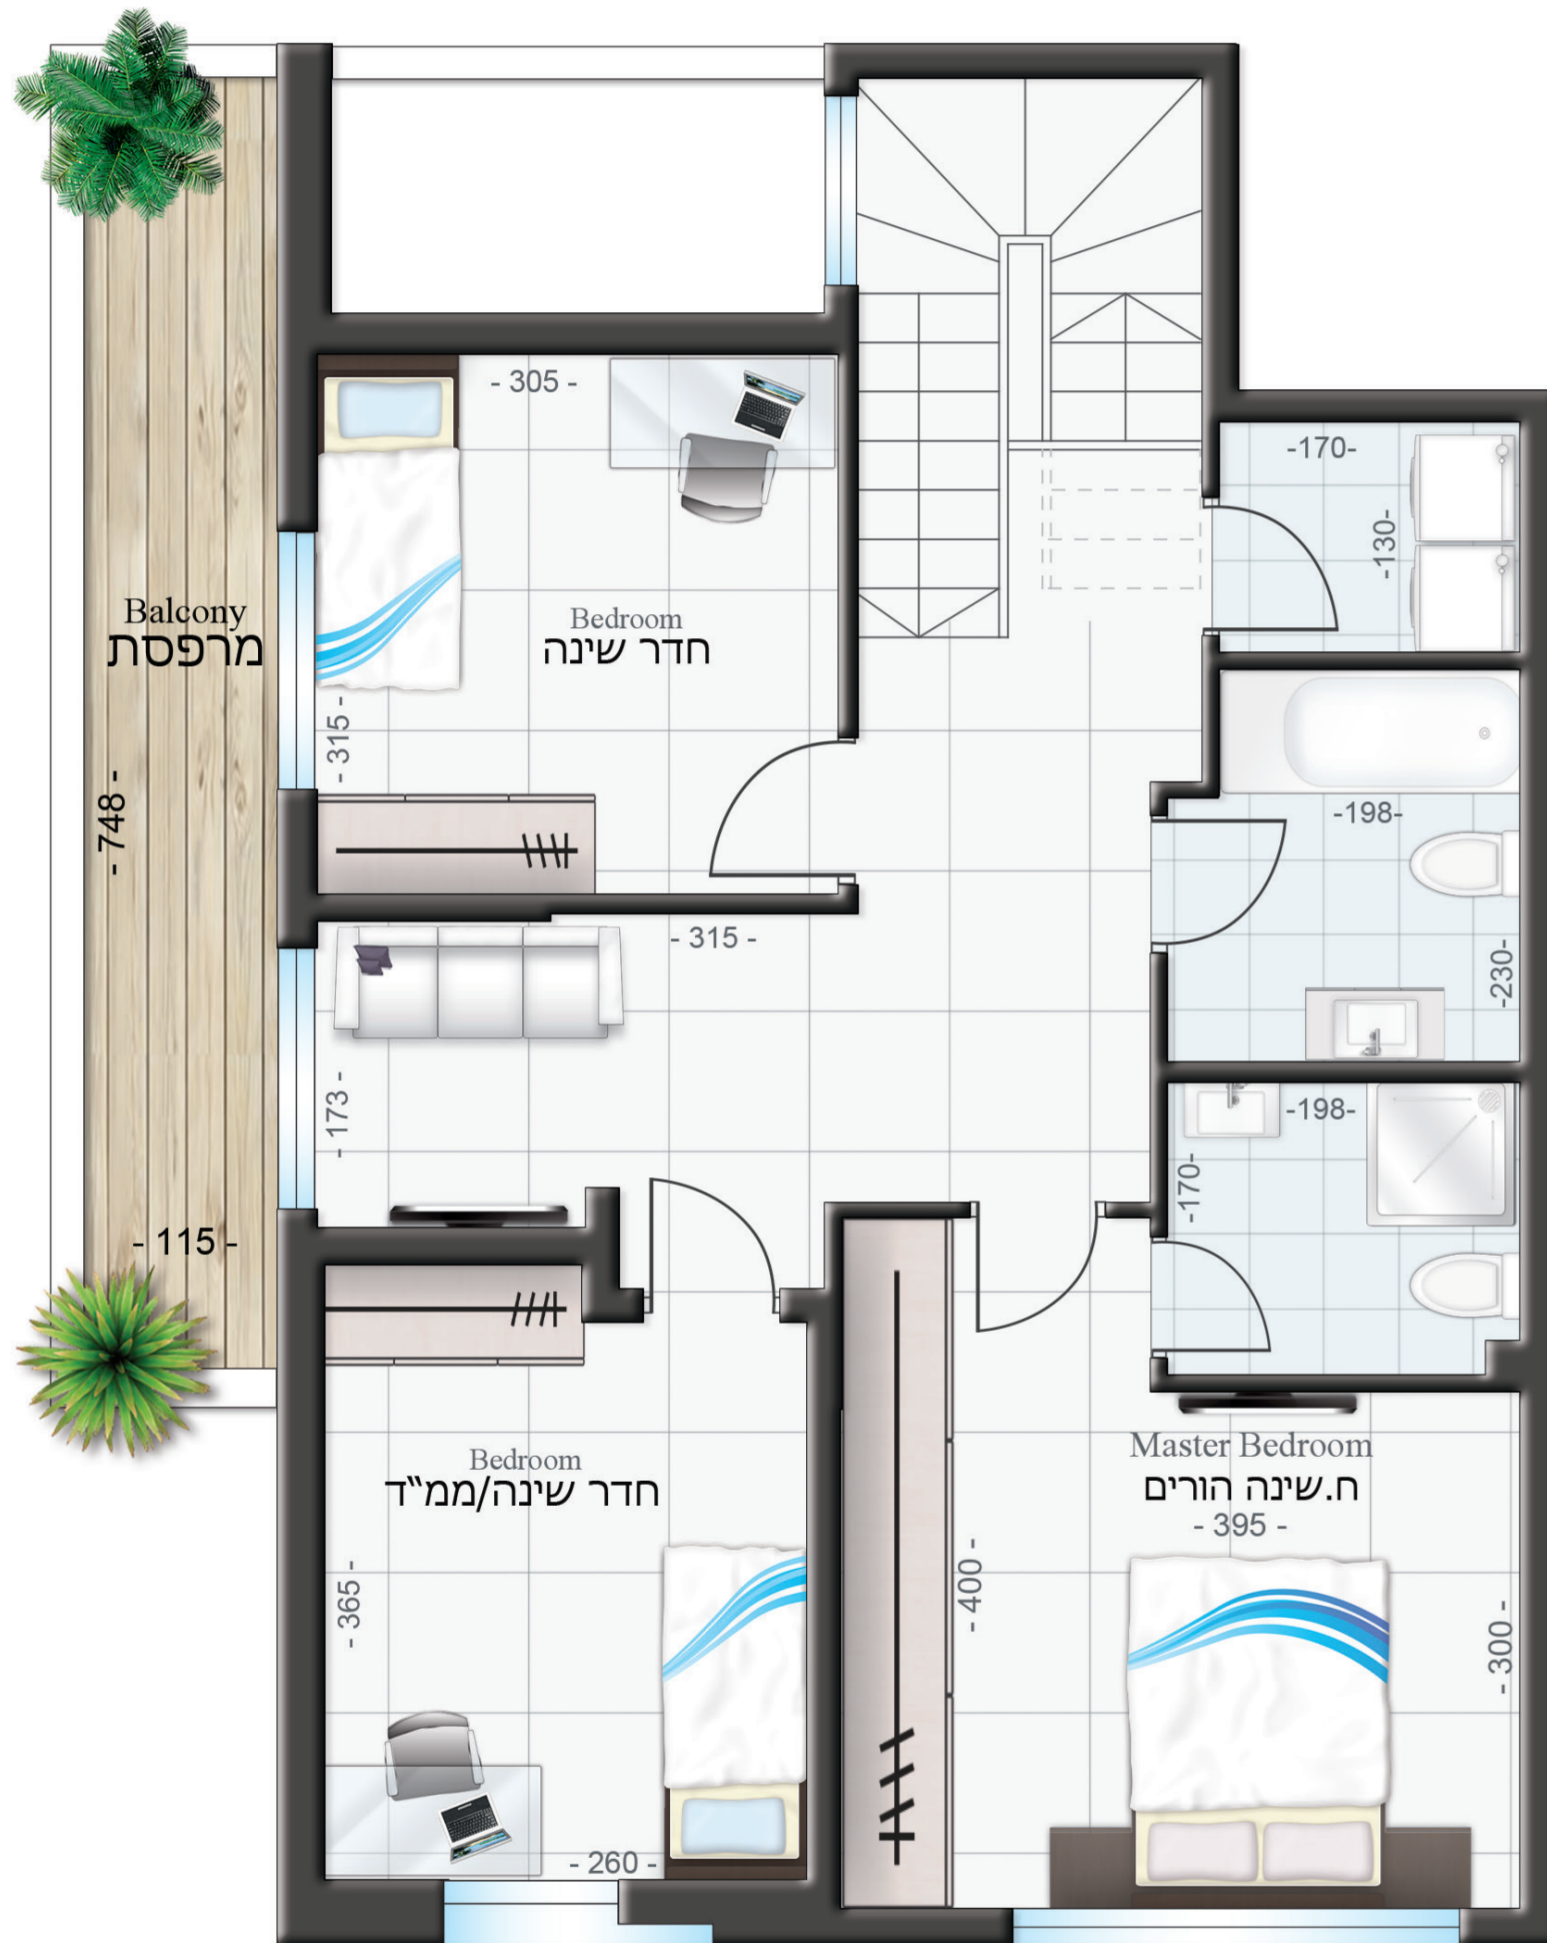 - 305 -
-170-
-130-
Balcony
מרפסת
Bedroom
חדר שינה
- 315 -
- 748 -
-198-
- 315 -
-230-
- 173 -
-198-
-170-
- 115 -
Bedroom
חדר שינה/ממ"ד
Master Bedroom
ח.שינה הורים
- 395 -
- 365 -
- 400 -
- 300 -
- 260 -